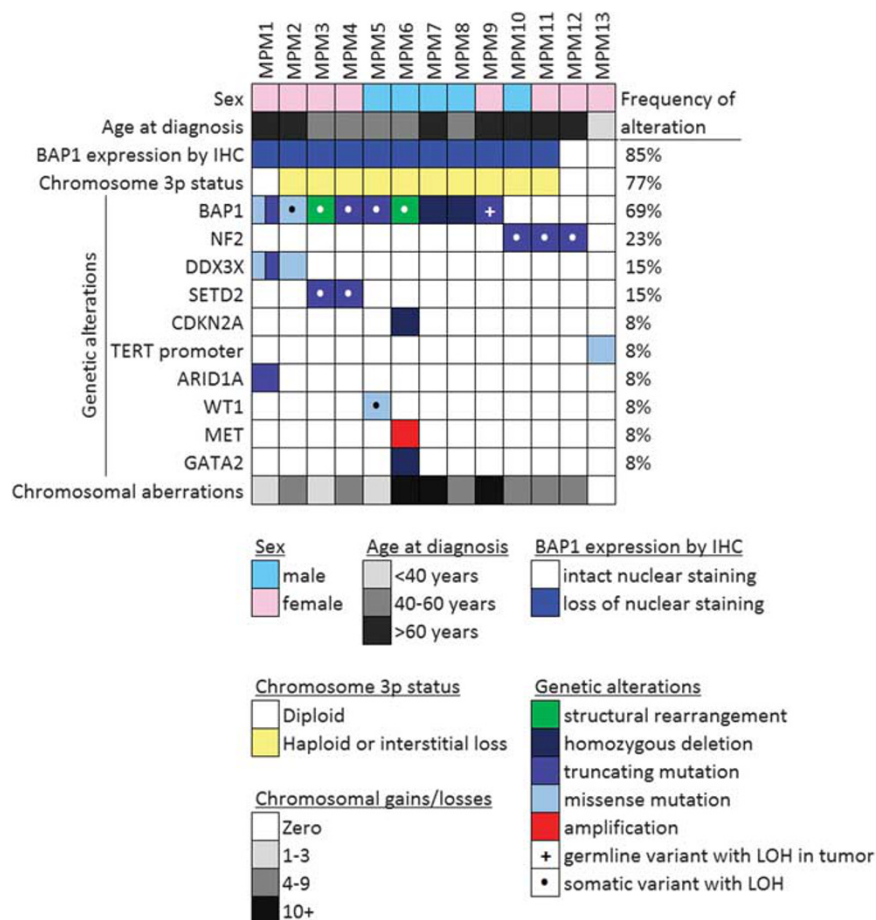 MPM1 MPM2 MPM3 MPM4 MPM5 MPM6 MPM7 MPM8 MPM9 MPM10 MPM11 MPM12 MPM13
Sex
Frequency of
Age at diagnosis
alteration
BAP1 expression by IHC 85%
Chromosome 3p status 77%
Genetic alterations
BAP1 69%
NF2 23%
DDX3X 15%
SETD2 15%
CDKN2A 8%
TERT promoter 8%
ARID1A 8%
WT1 8%
MET 8%
GATA2 8%
Chromosomal aberrations
Sex
male
female
Age at diagnosis
<40 years
40-60 years
>60 years
BAP1 expression by IHC
intact nuclear staining
loss of nuclear staining
Chromosome 3p status
Diploid
Haploid or interstitial loss
Chromosomal gains/losses
Zero
1-3
4-9
10+
Genetic alterations
structural rearrangement
homozygous deletion
truncating mutation
missense mutation
amplification
+ germline variant with LOH in tumor
• somatic variant with LOH